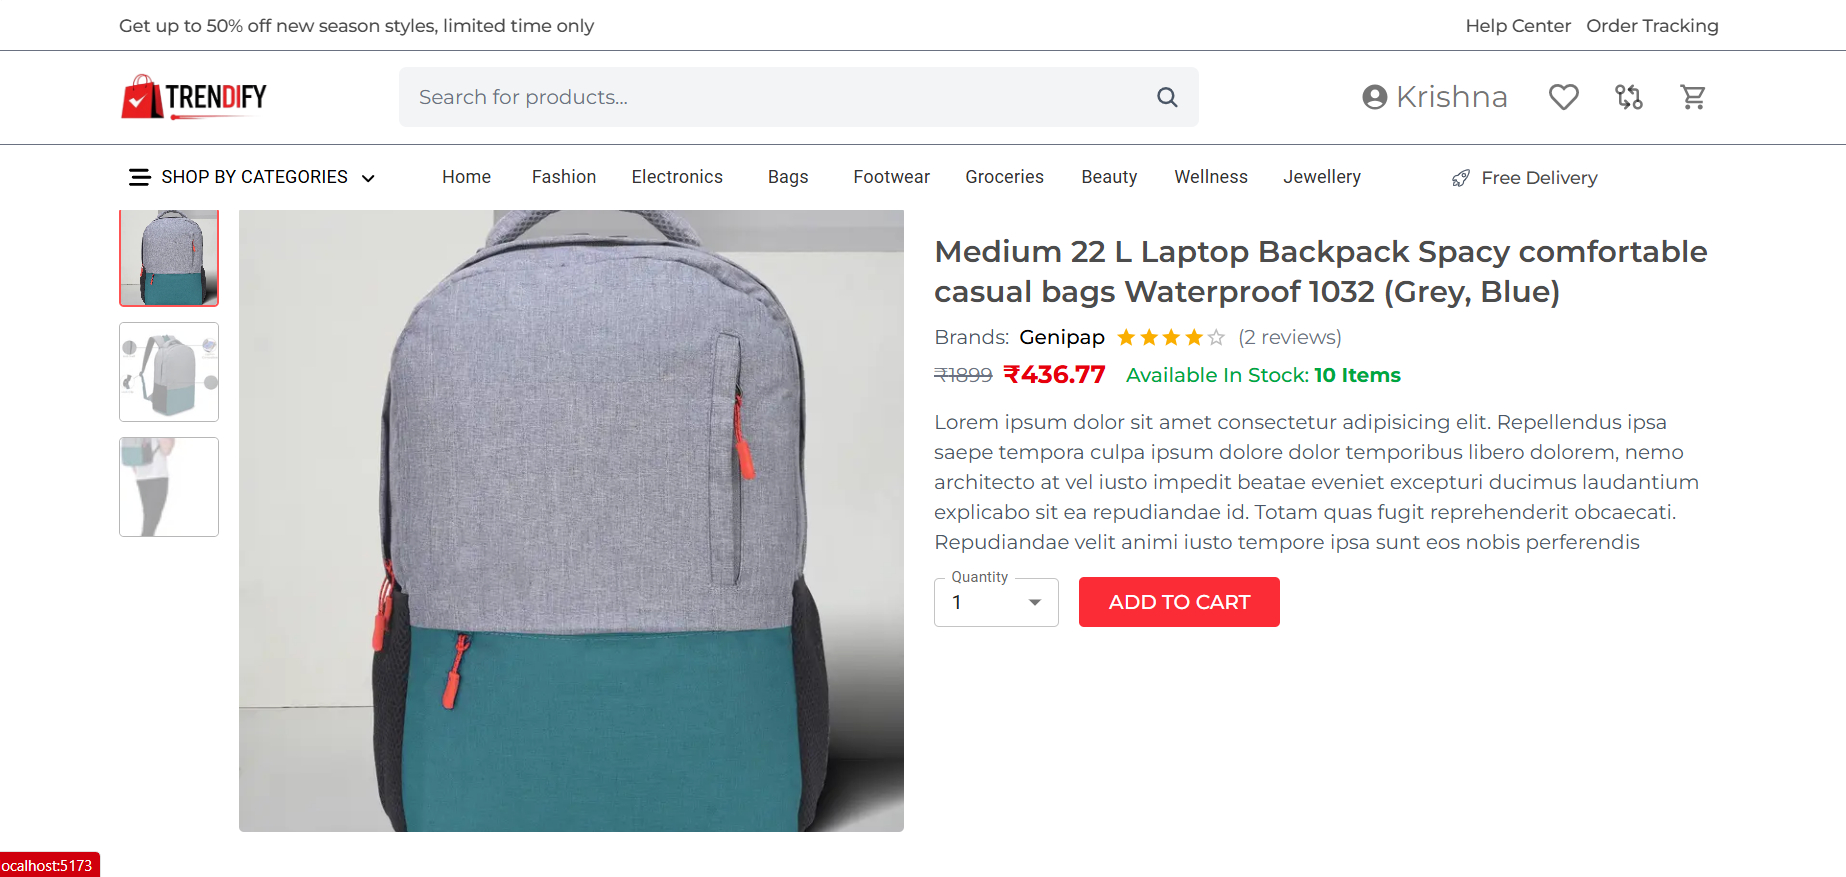 Get up to 50% off new season styles, limited time only
Help Center Order Tracking
TRENDIFY
Search for products...
Krishna
SHOP BY CATEGORIES
Home Fashion Electronics Bags Footwear Groceries Beauty Wellness Jewellery
Free Delivery
Medium 22 L Laptop Backpack Spacy comfortable
casual bags Waterproof 1032 (Grey, Blue)
Brands: Genipap (2 reviews)
₹1899 ₹436.77 Available In Stock: 10 Items
Lorem ipsum dolor sit amet consectetur adipisicing elit. Repellendus ipsa
saepe tempora culpa ipsum dolore dolor temporibus libero dolorem, nemo
architecto at vel iusto impedit beatae eveniet excepturi ducimus laudantium
explicabo sit ea repudiandae id. Totam quas fugit reprehenderit obcaecati.
Repudiandae velit animi iusto tempore ipsa sunt eos nobis perferendis
Quantity
1
ADD TO CART
ocalhost:5173